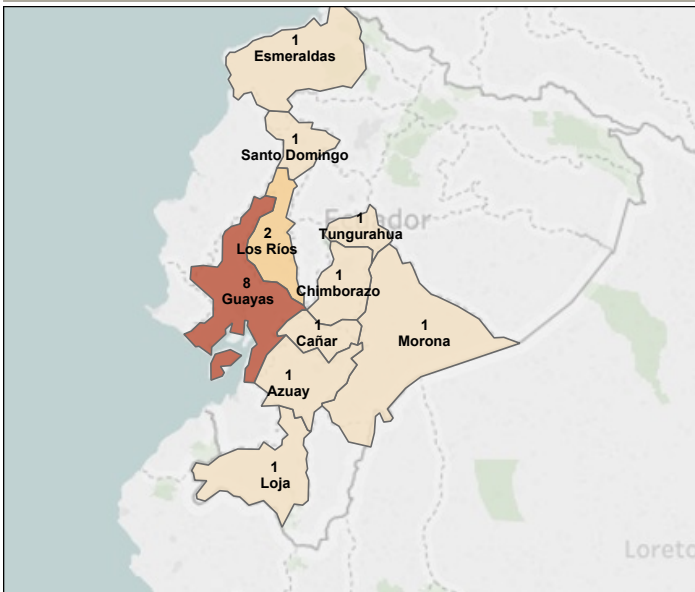 1
Esmeraldas
1
Santo Domingo
Ecuador
1
Tungurahua
2
Los Ríos
1
Chimborazo
8
Guayas
1
Cañar
1
Morona
1
Azuay
1
Loja
Loreto